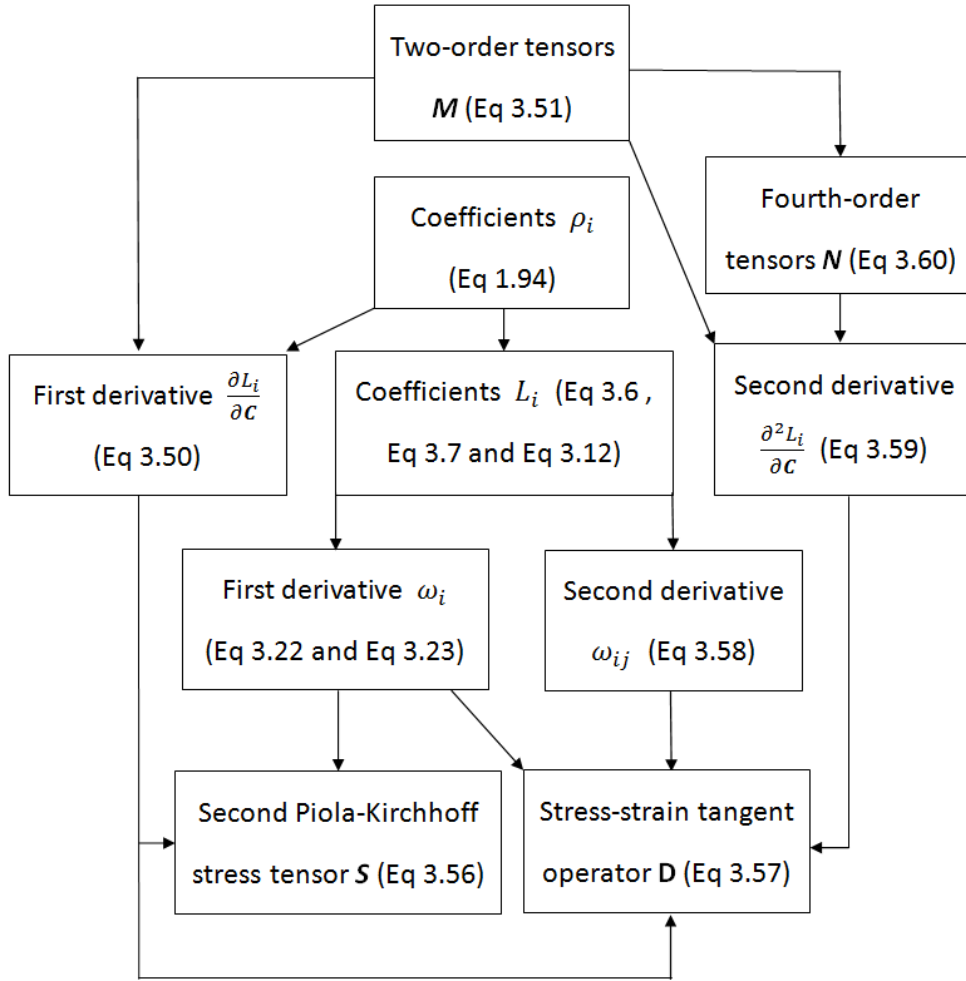 Two-order tensors
M (Eq 3.51)
Coefficients ρᵢ
(Eq 1.94)
Fourth-order
tensors N (Eq 3.60)
First derivative ∂Lᵢ/∂C
(Eq 3.50)
Coefficients Lᵢ (Eq 3.6 ,
Eq 3.7 and Eq 3.12)
Second derivative
∂²Lᵢ/∂C (Eq 3.59)
First derivative ωᵢ
(Eq 3.22 and Eq 3.23)
Second derivative
ωᵢⱼ (Eq 3.58)
Second Piola-Kirchhoff
stress tensor S (Eq 3.56)
Stress-strain tangent
operator D (Eq 3.57)